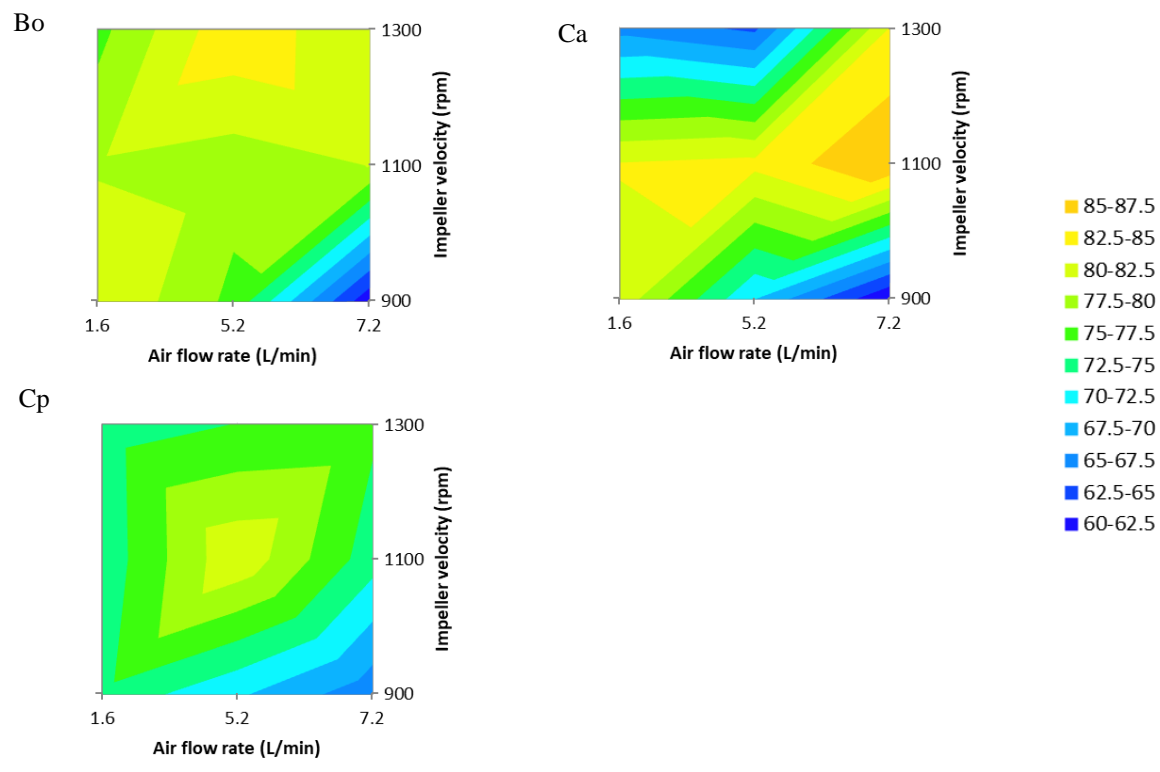 Bo
1300
1100
900
Impeller velocity (rpm)
1.6 5.2 7.2
Air flow rate (L/min)
Ca
1300
1100
900
Impeller velocity (rpm)
1.6 5.2 7.2
Air flow rate (L/min)
Cp
1300
1100
900
Impeller velocity (rpm)
1.6 5.2 7.2
Air flow rate (L/min)
85-87.5
82.5-85
80-82.5
77.5-80
75-77.5
72.5-75
70-72.5
67.5-70
65-67.5
62.5-65
60-62.5